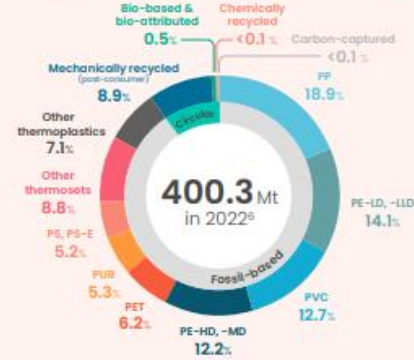 Bio-based &
bio-attributed
0.5%
Chemically
recycled
<0.1%
Carbon-captured
<0.1%
Mechanically recycled
(post-consumer)
8.9%
PP
18.9%
Other
thermoplastics
7.1%
Circular
Other
thermosets
8.8%
400.3 Mt
in 2022⁶
PE-LD, -LLD
14.1%
PS, PS-E
5.2%
Fossil-based
PUR
5.3%
PVC
12.7%
PET
6.2%
PE-HD, -MD
12.2%